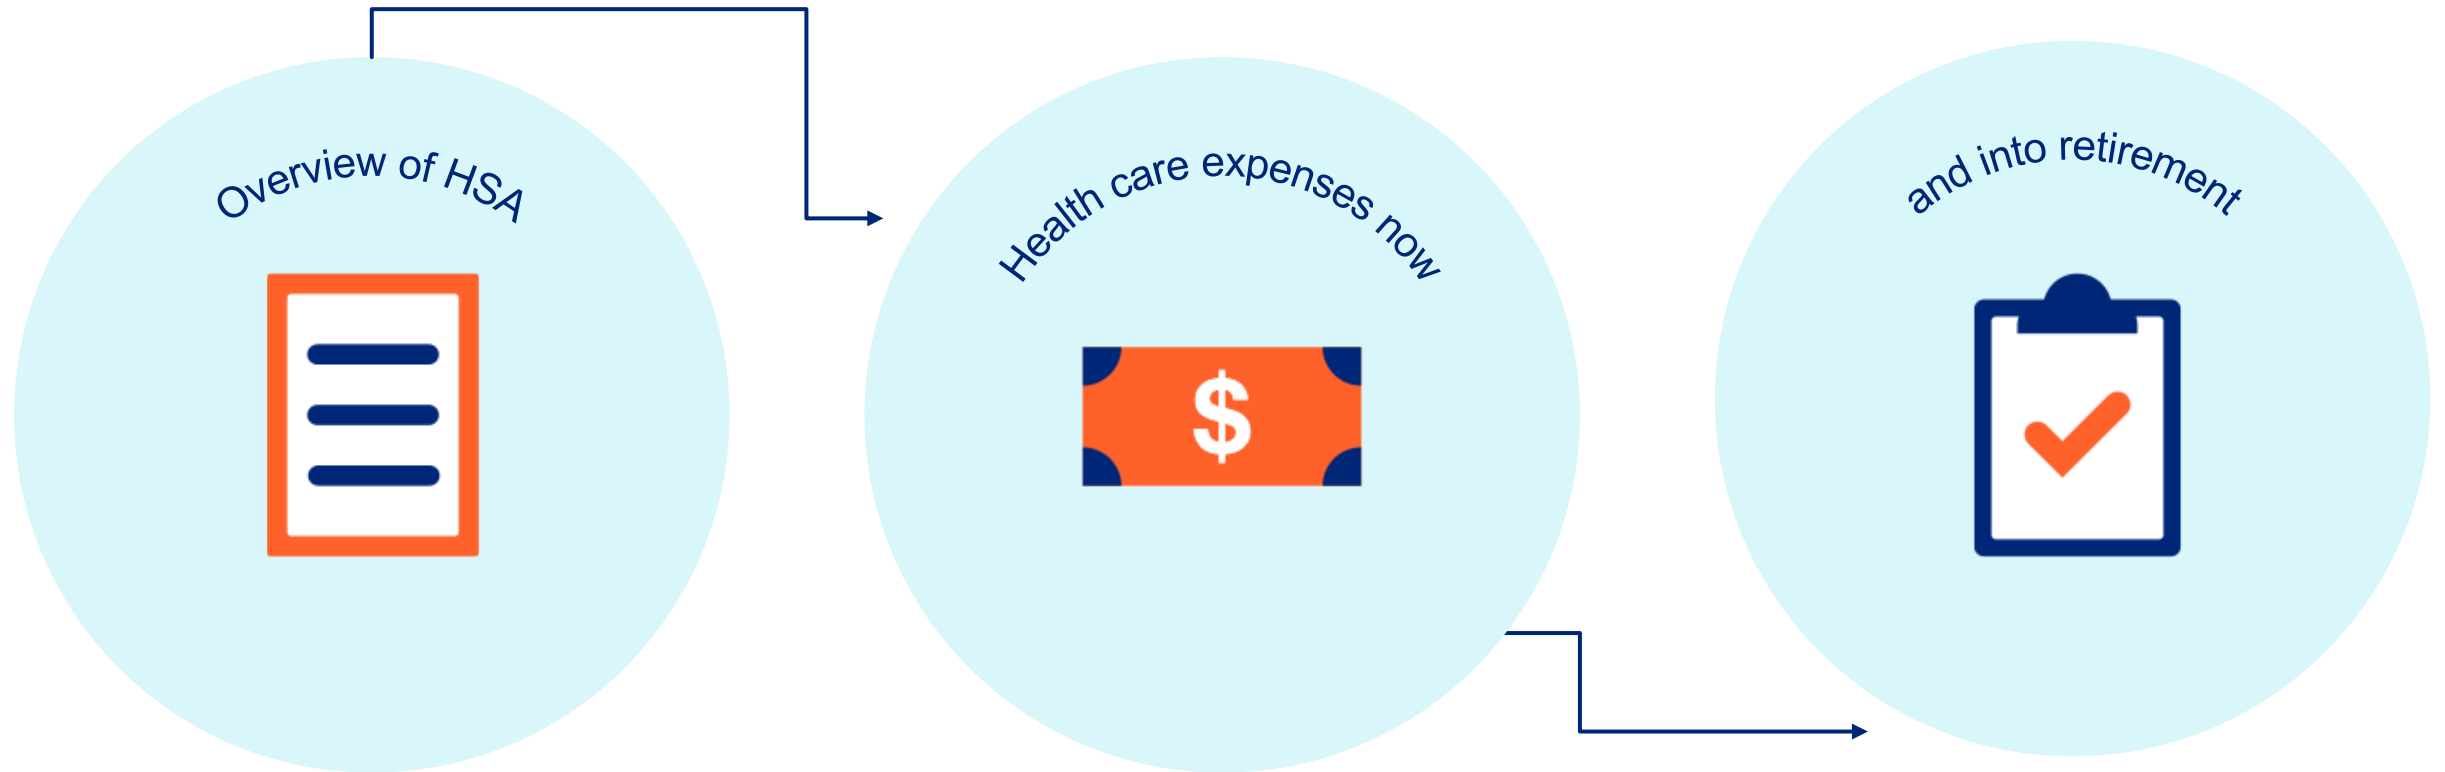 Overview of HSA
Health care expenses now
$
and into retirement